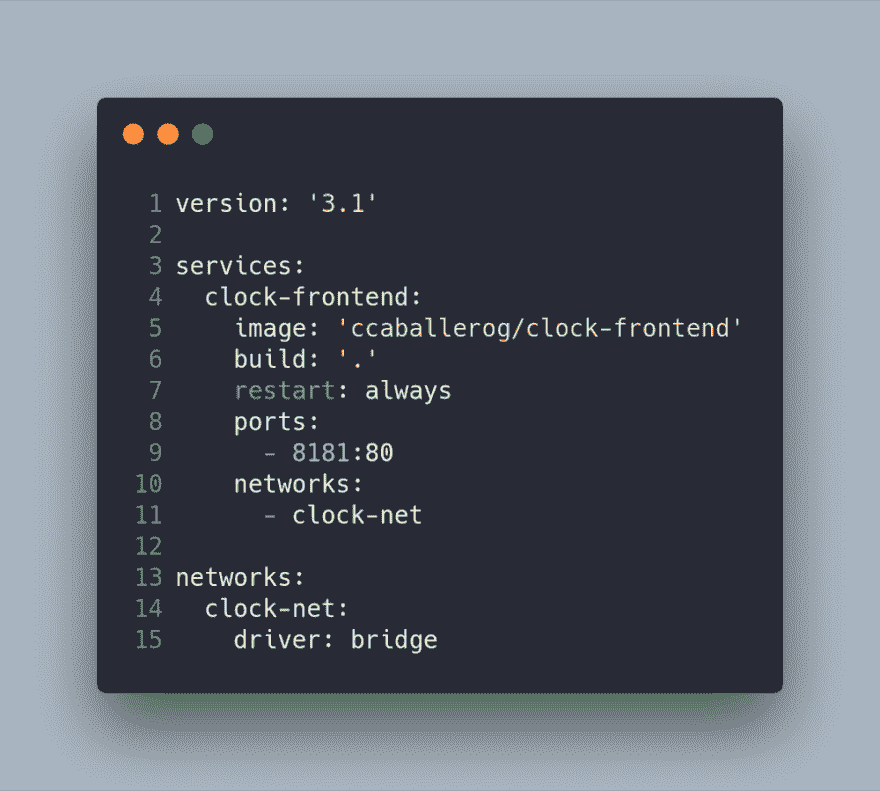 1 version: '3.1'
2
3 services:
4   clock-frontend:
5     image: 'ccaballerog/clock-frontend'
6     build: '.'
7     restart: always
8     ports:
9       - 8181:80
10     networks:
11       - clock-net
12
13 networks:
14   clock-net:
15     driver: bridge